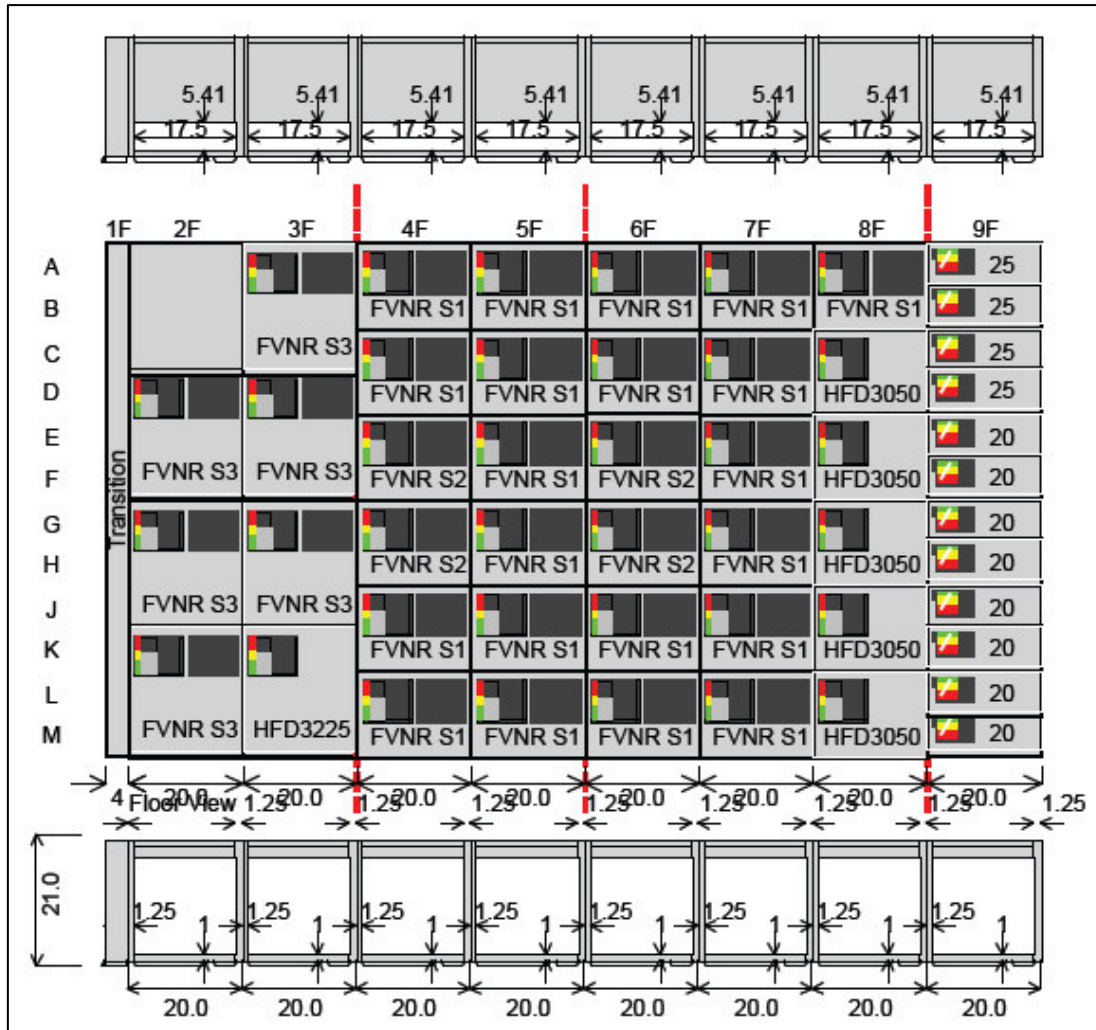 5.41 5.41 5.41 5.41 5.41 5.41 5.41 5.41
17.5 17.5 17.5 17.5 17.5 17.5 17.5 17.5
1F 2F 3F 4F 5F 6F 7F 8F 9F
A 25
B FVNR S1 FVNR S1 FVNR S1 FVNR S1 FVNR S1 25
C FVNR S3 25
D FVNR S1 FVNR S1 FVNR S1 FVNR S1 HFD3050 25
E 20
F FVNR S3 FVNR S3 FVNR S2 FVNR S1 FVNR S2 FVNR S1 HFD3050 20
Transition
G 20
H FVNR S2 FVNR S1 FVNR S2 FVNR S1 HFD3050 20
J FVNR S3 FVNR S3 20
K FVNR S1 FVNR S1 FVNR S1 FVNR S1 HFD3050 20
L 20
M FVNR S3 HFD3225 FVNR S1 FVNR S1 FVNR S1 FVNR S1 HFD3050 20
4 20.0 20.0 20.0 20.0 20.0 20.0 20.0 20.0
Floor View 1.25 1.25 1.25 1.25 1.25 1.25 1.25 1.25
21.0
1.25 1.25 1.25 1.25 1.25 1.25 1.25 1.25
1 1 1 1 1 1 1 1
20.0 20.0 20.0 20.0 20.0 20.0 20.0 20.0